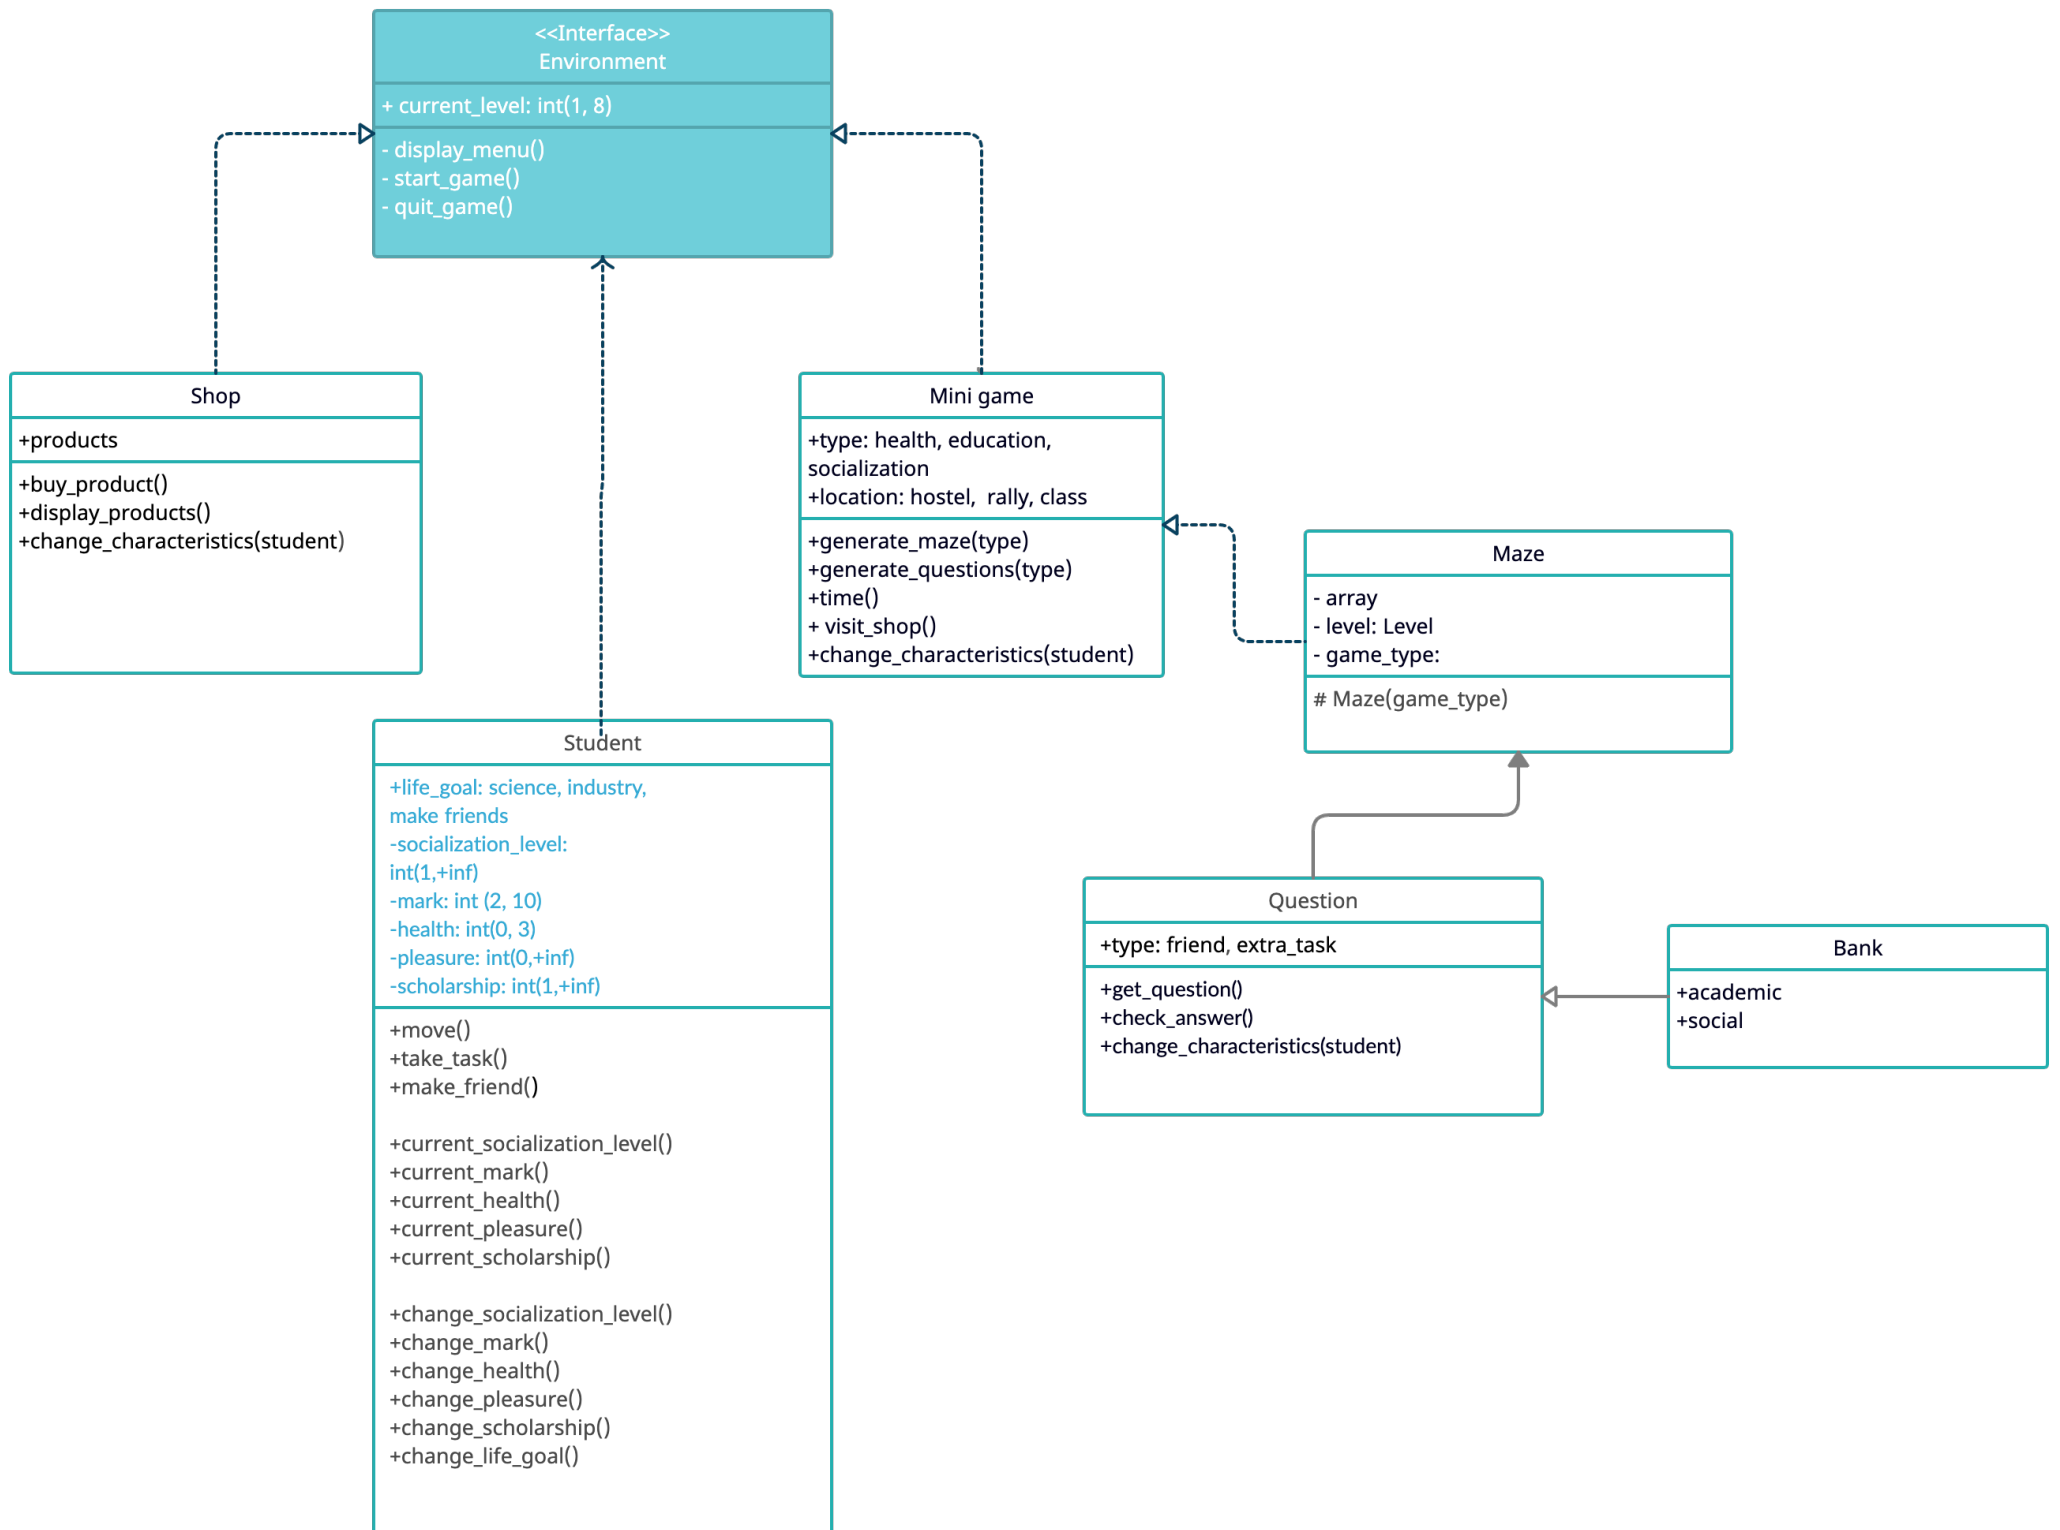 <<Interface>>
Environment
+ current_level: int(1, 8)
- display_menu()
- start_game()
- quit_game()
Shop
+products
+buy_product()
+display_products()
+change_characteristics(student)
Mini game
+type: health, education,
socialization
+location: hostel,  rally, class
+generate_maze(type)
+generate_questions(type)
+time()
+ visit_shop()
+change_characteristics(student)
Maze
- array
- level: Level
- game_type:
# Maze(game_type)
Student
+life_goal: science, industry,
make friends
-socialization_level:
int(1,+inf)
-mark: int (2, 10)
-health: int(0, 3)
-pleasure: int(0,+inf)
-scholarship: int(1,+inf)
+move()
+take_task()
+make_friend()
+current_socialization_level()
+current_mark()
+current_health()
+current_pleasure()
+current_scholarship()
+change_socialization_level()
+change_mark()
+change_health()
+change_pleasure()
+change_scholarship()
+change_life_goal()
Question
+type: friend, extra_task
+get_question()
+check_answer()
+change_characteristics(student)
Bank
+academic
+social